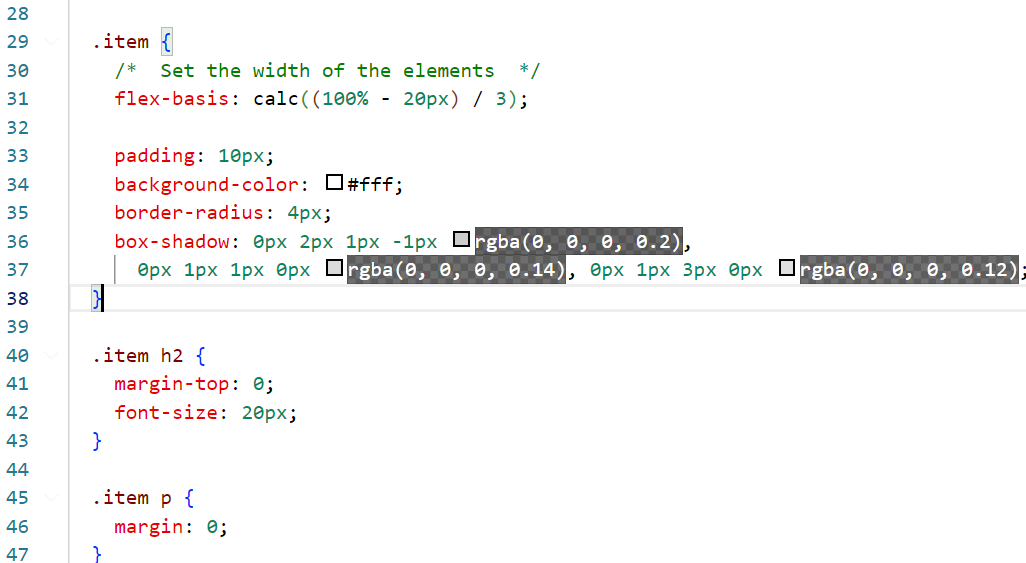 28
29 .item {
30 /*  Set the width of the elements  */
31 flex-basis: calc((100% - 20px) / 3);
32
33 padding: 10px;
34 background-color: #fff;
35 border-radius: 4px;
36 box-shadow: 0px 2px 1px -1px rgba(0, 0, 0, 0.2),
37 0px 1px 1px 0px rgba(0, 0, 0, 0.14), 0px 1px 3px 0px rgba(0, 0, 0, 0.12);
38 }
39
40 .item h2 {
41 margin-top: 0;
42 font-size: 20px;
43 }
44
45 .item p {
46 margin: 0;
47 }